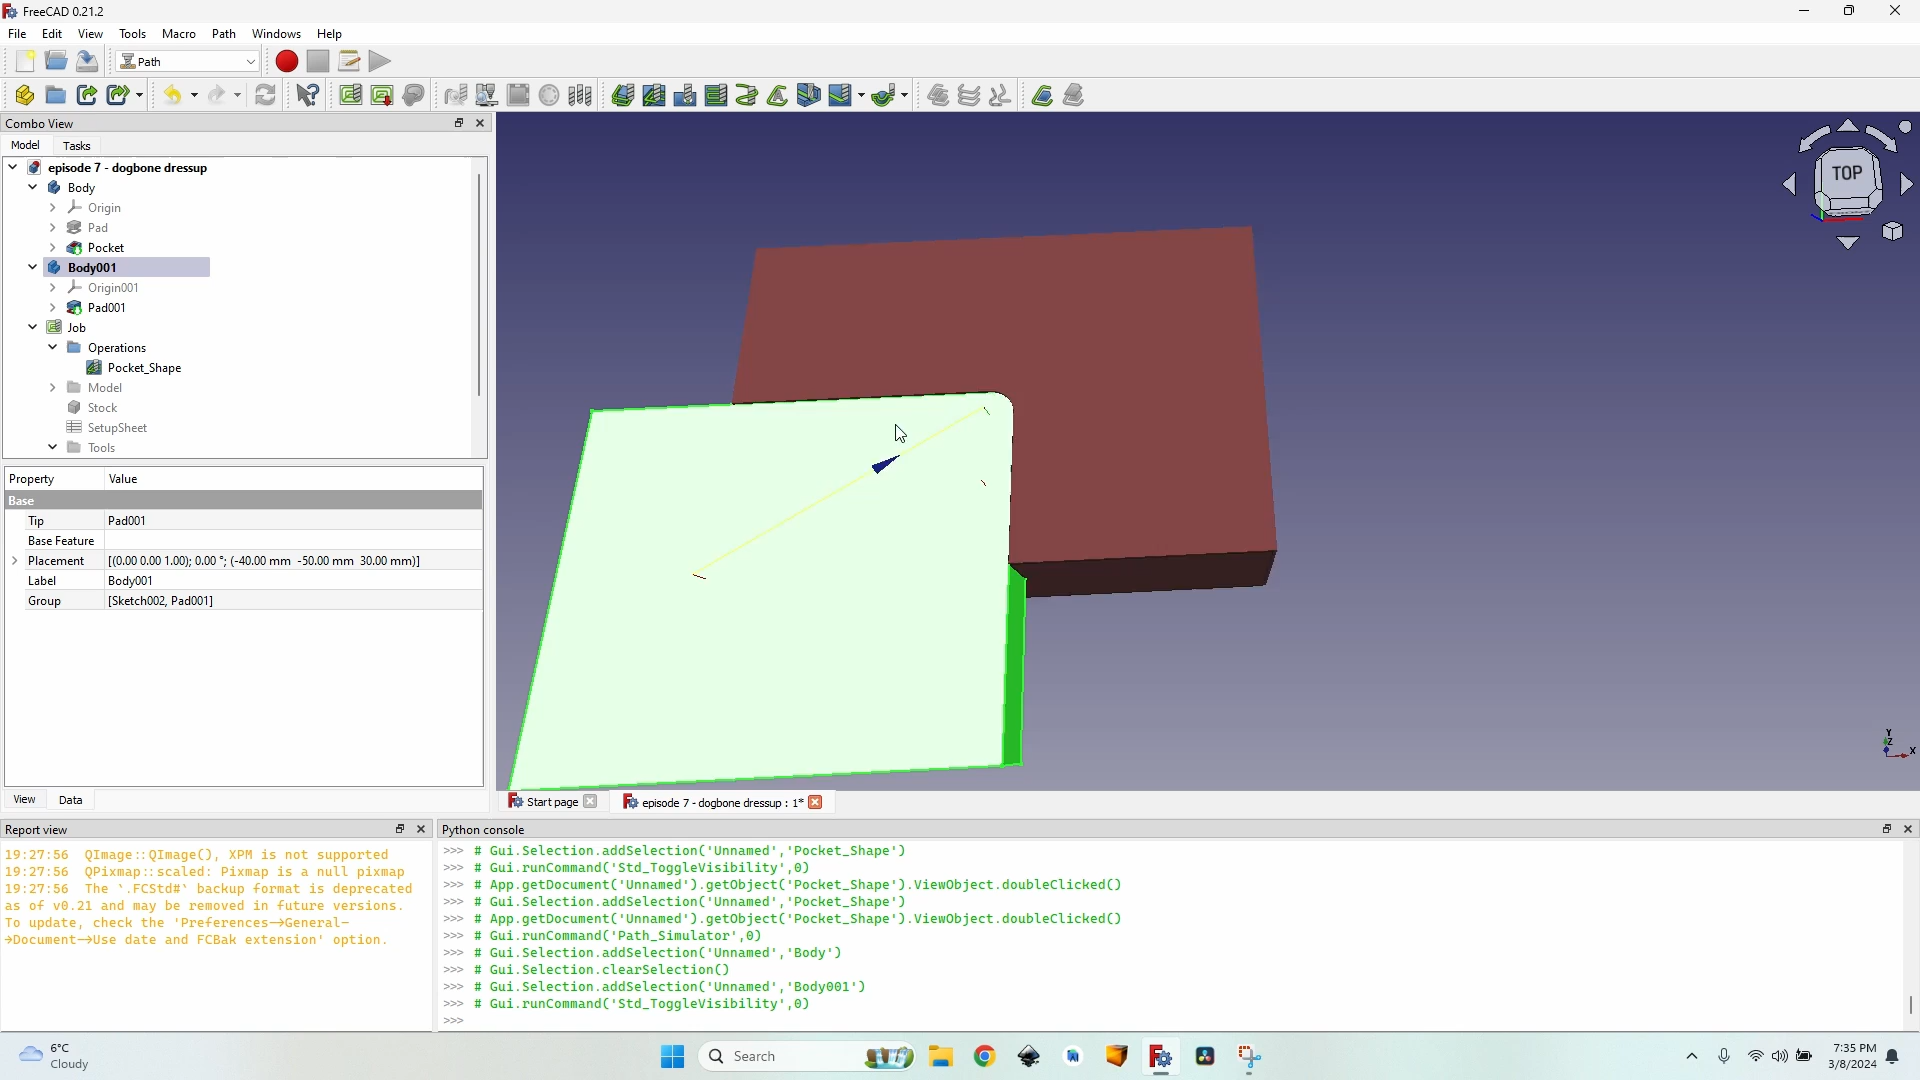 FreeCAD 0.21.2
File Edit View Tools Macro Path Windows Help
Path
Combo View
Model Tasks
episode 7 - dogbone dressup
Body
Origin
Pad
Pocket
Body001
Origin001
Pad001
Job
Operations
Pocket_Shape
Model
Stock
SetupSheet
Tools
Property Value
Base
Tip Pad001
Base Feature
Placement [(0.00 0.00 1.00); 0.00 °; (-40.00 mm -50.00 mm 30.00 mm)]
Label Body001
Group [Sketch002, Pad001]
View Data
TOP
Y
Z
X
Start page
episode 7 - dogbone dressup : 1*
Report view
19:27:56 QImage::QImage(), XPM is not supported
19:27:56 QPixmap::scaled: Pixmap is a null pixmap
19:27:56 The `.FCStd#` backup format is deprecated
as of v0.21 and may be removed in future versions.
To update, check the 'Preferences→General-
→Document→Use date and FCBak extension' option.
Python console
>>> # Gui.Selection.addSelection('Unnamed','Pocket_Shape')
>>> # Gui.runCommand('Std_ToggleVisibility',0)
>>> # App.getDocument('Unnamed').getObject('Pocket_Shape').ViewObject.doubleClicked()
>>> # Gui.Selection.addSelection('Unnamed','Pocket_Shape')
>>> # App.getDocument('Unnamed').getObject('Pocket_Shape').ViewObject.doubleClicked()
>>> # Gui.runCommand('Path_Simulator',0)
>>> # Gui.Selection.addSelection('Unnamed','Body')
>>> # Gui.Selection.clearSelection()
>>> # Gui.Selection.addSelection('Unnamed','Body001')
>>> # Gui.runCommand('Std_ToggleVisibility',0)
>>>
6°C
Cloudy
Search
7:35 PM
3/8/2024